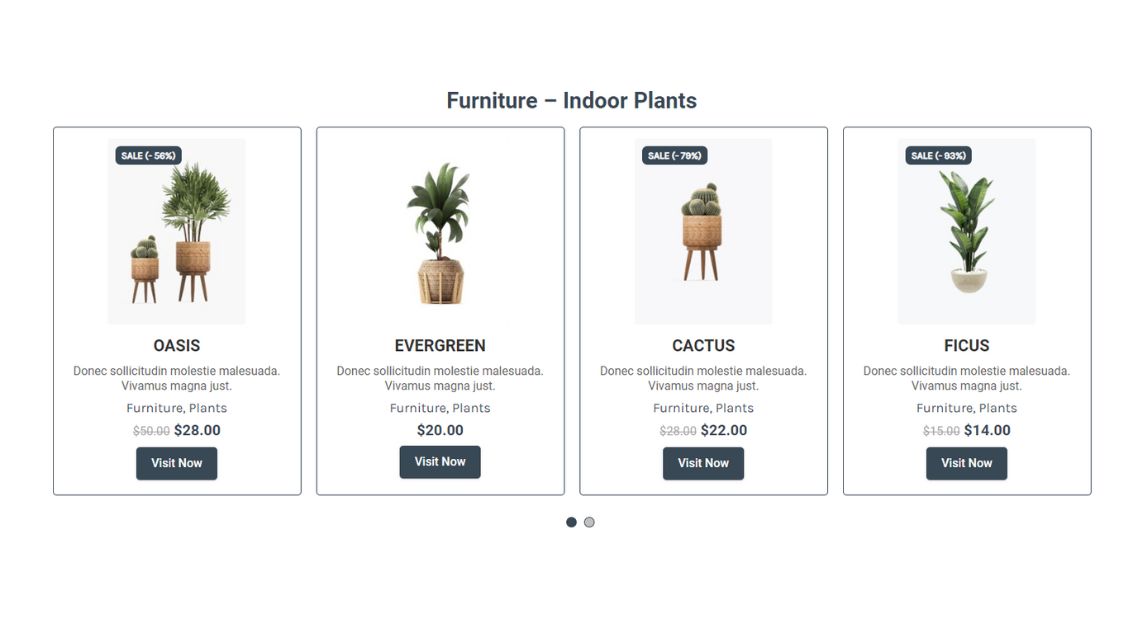 Furniture – Indoor Plants
SALE (- 56%)
OASIS
Donec sollicitudin molestie malesuada.
Vivamus magna just.
Furniture, Plants
$50.00 $28.00
Visit Now
EVERGREEN
Donec sollicitudin molestie malesuada.
Vivamus magna just.
Furniture, Plants
$20.00
Visit Now
SALE (- 79%)
CACTUS
Donec sollicitudin molestie malesuada.
Vivamus magna just.
Furniture, Plants
$28.00 $22.00
Visit Now
SALE (- 93%)
FICUS
Donec sollicitudin molestie malesuada.
Vivamus magna just.
Furniture, Plants
$15.00 $14.00
Visit Now